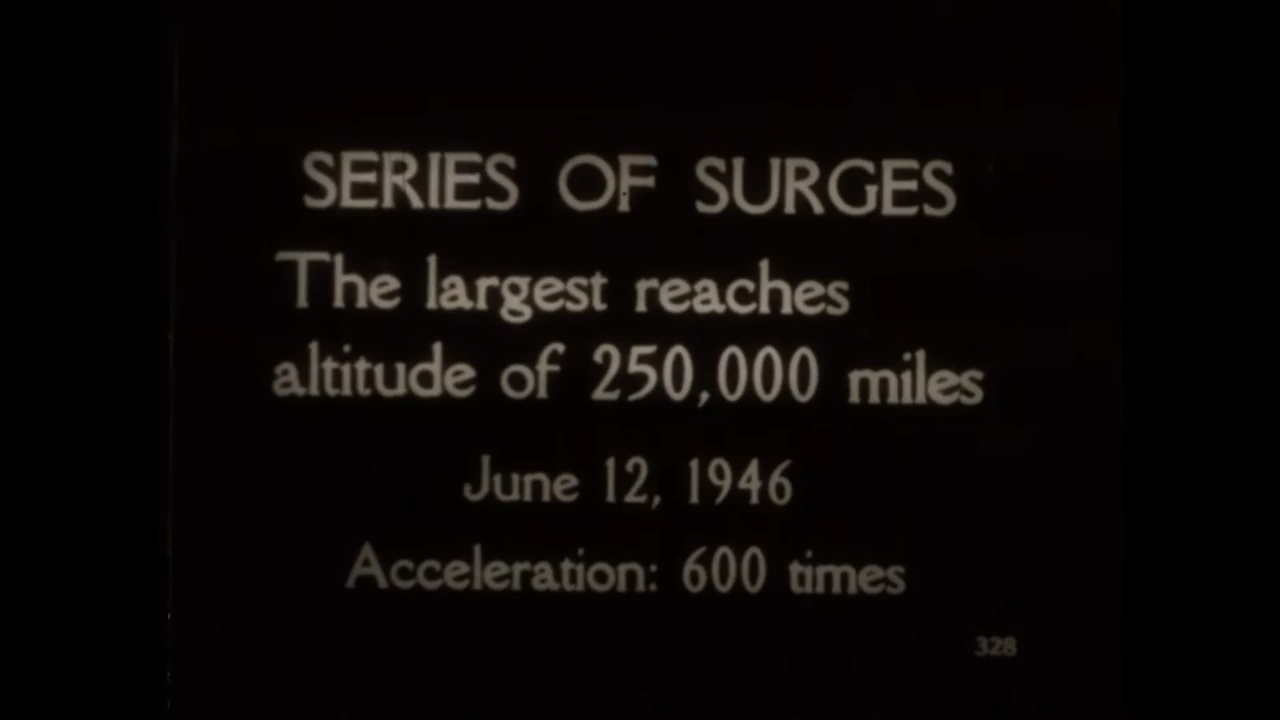 SERIES OF SURGES
The largest reaches
altitude of 250,000 miles
June 12, 1946
Acceleration: 600 times
328